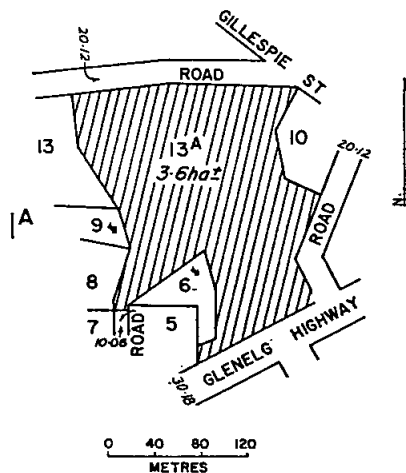 GILLESPIE ST
20·12
ROAD
13
13A
3·6ha±
10
20·12
ROAD
N.
A
9
8
6
7
10·06
ROAD
5
GLENELG HIGHWAY
30·18
0 40 80 120
METRES